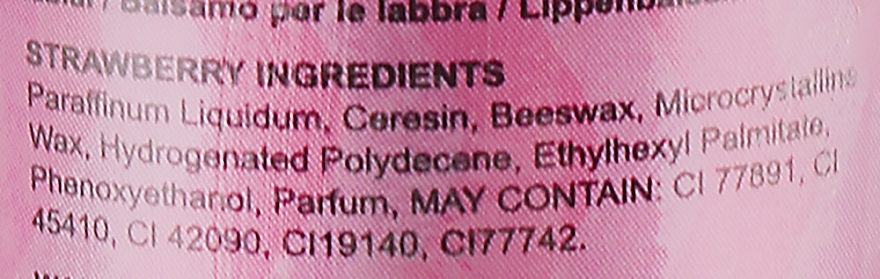 Balsamo per le labbra / Lippenbalsam
STRAWBERRY INGREDIENTS
Paraffinum Liquidum, Ceresin, Beeswax, Microcrystalline
Wax, Hydrogenated Polydecene, Ethylhexyl Palmitate,
Phenoxyethanol, Parfum, MAY CONTAIN: CI 77891, CI
45410, CI 42090, CI19140, CI77742.